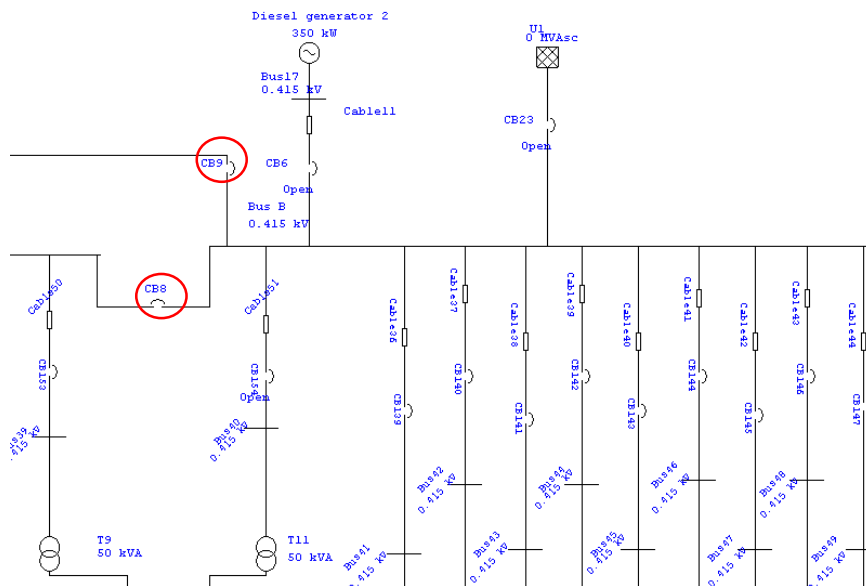 Diesel generator 2
350 kW
U1
0 MVAsc
Bus17
0.415 kV
Cable11
CB23
Open
CB9
CB6
Open
Bus B
0.415 kV
Cable50
CB8
Cable51
Cable36
Cable37
Cable38
Cable39
Cable40
Cable41
Cable42
Cable43
Cable44
CB153
CB154
Open
CB139
CB140
CB141
CB142
CB143
CB144
CB145
CB146
CB147
Bus40
0.415 kV
Bus42
0.415 kV
Bus44
0.415 kV
Bus46
0.415 kV
Bus48
0.415 kV
T9
50 kVA
T11
50 kVA
Bus41
0.415 kV
Bus43
0.415 kV
Bus45
0.415 kV
Bus47
0.415 kV
Bus49
0.415 kV